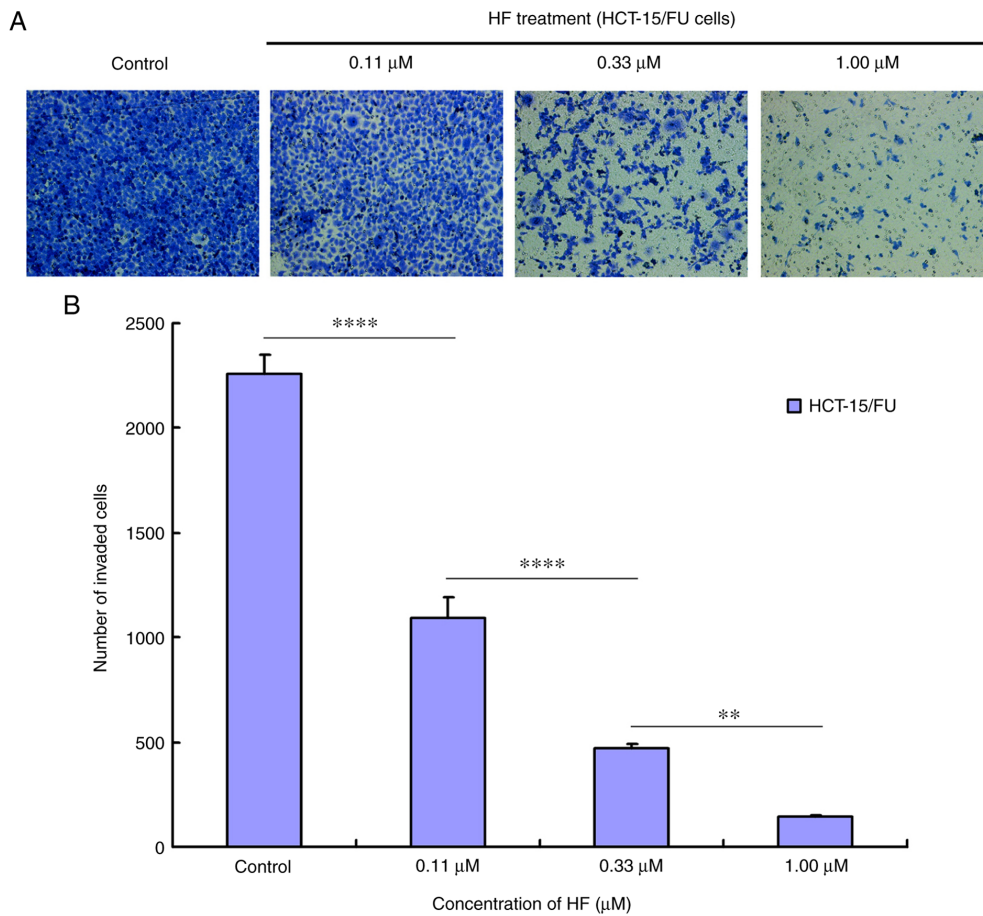 A
HF treatment (HCT-15/FU cells)
Control
0.11 μM
0.33 μM
1.00 μM
B
2500
2000
1500
1000
500
0
Number of invaded cells
****
****
**
HCT-15/FU
Control
0.11 μM
0.33 μM
1.00 μM
Concentration of HF (μM)